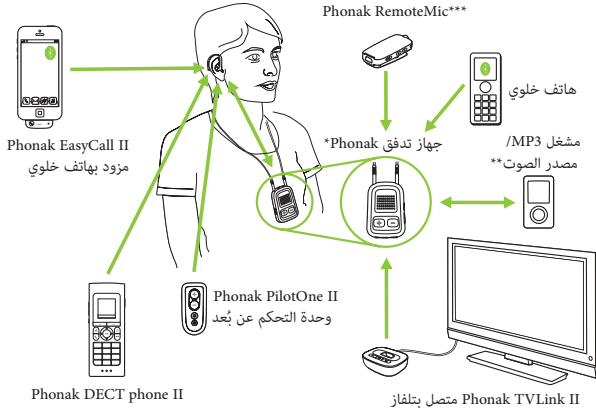 Phonak RemoteMic***
هاتف خلوي
Phonak EasyCall II
مزود بهاتف خلوي
جهاز تدفق Phonak*
مشغل MP3/
مصدر الصوت**
Phonak PilotOne II
وحدة التحكم عن بُعد
Phonak DECT phone II
Phonak TVLink II متصل بتلفاز